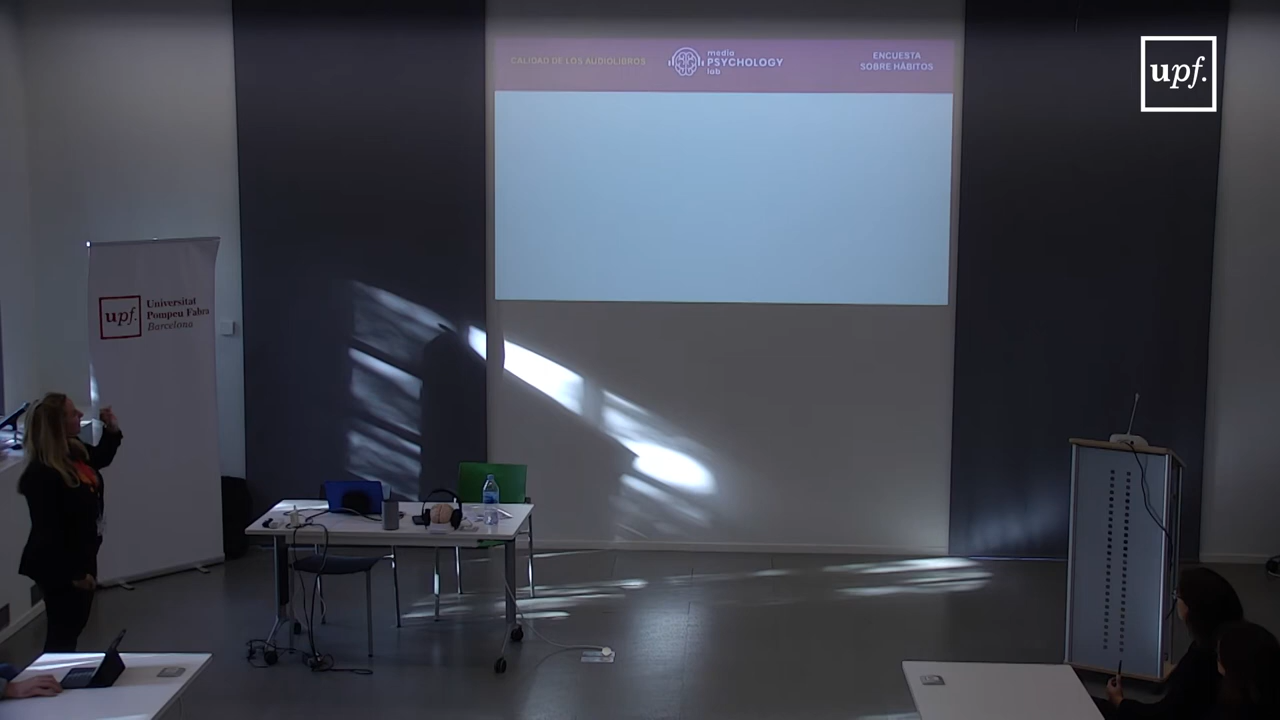 CALIDAD DE LOS AUDIOLIBROS
media
PSYCHOLOGY
lab
ENCUESTA
SOBRE HÁBITOS
upf.
upf.
Universitat
Pompeu Fabra
Barcelona